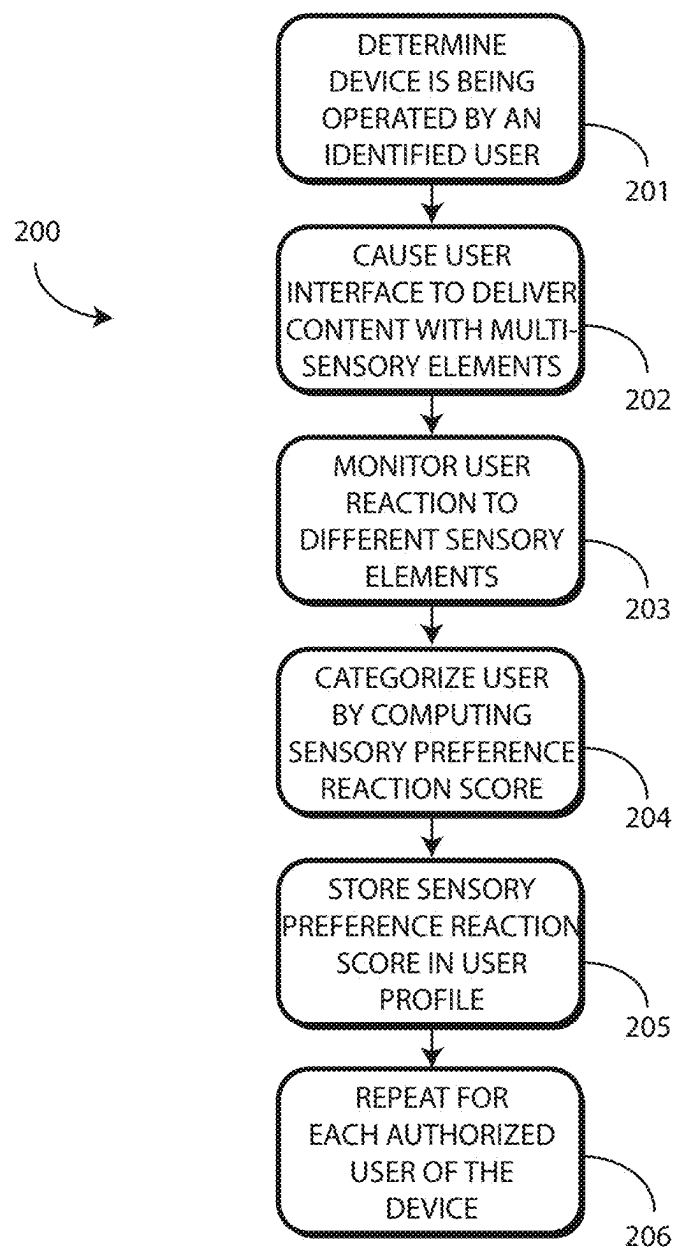 DETERMINE
DEVICE IS BEING
OPERATED BY AN
IDENTIFIED USER
201
200
CAUSE USER
INTERFACE TO DELIVER
CONTENT WITH MULTI-
SENSORY ELEMENTS
202
MONITOR USER
REACTION TO
DIFFERENT SENSORY
ELEMENTS
203
CATEGORIZE USER
BY COMPUTING
SENSORY PREFERENCE
REACTION SCORE
204
STORE SENSORY
PREFERENCE REACTION
SCORE IN USER
PROFILE
205
REPEAT FOR
EACH AUTHORIZED
USER OF THE
DEVICE
206